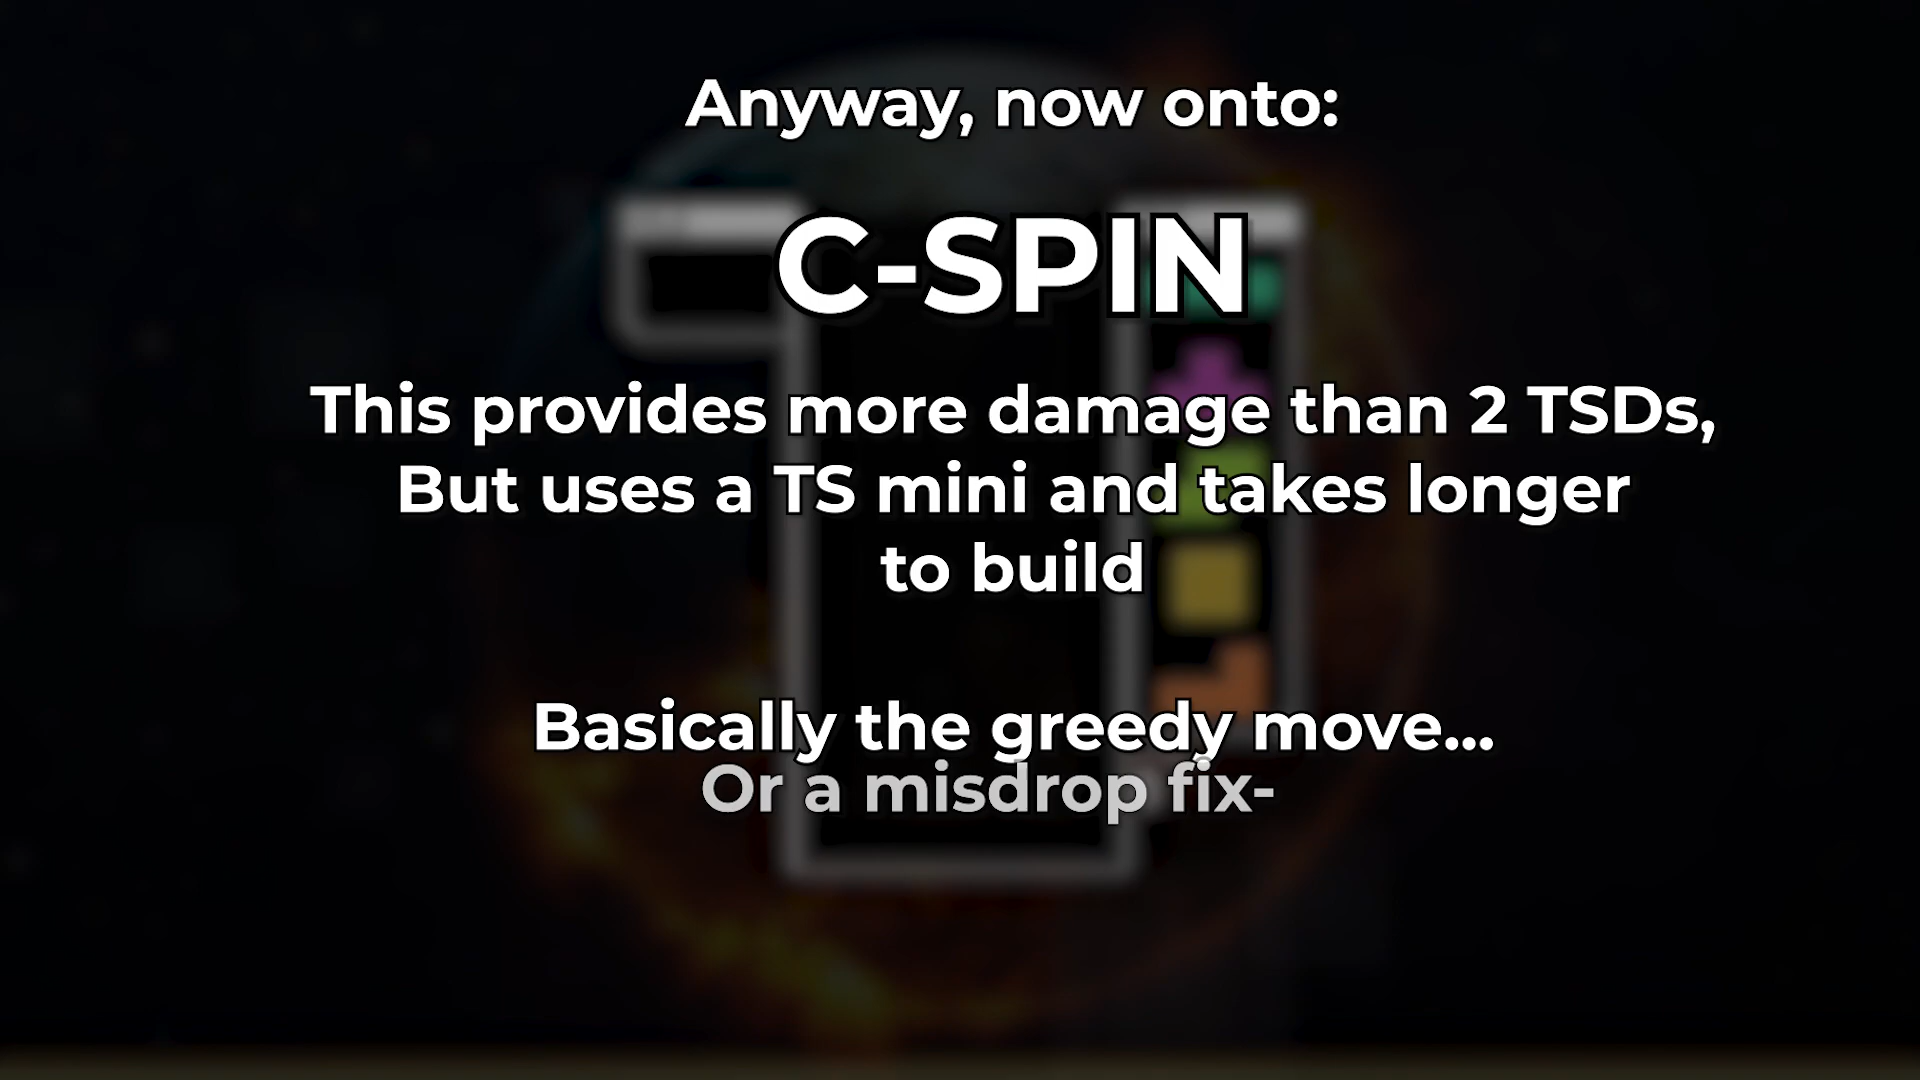 Anyway, now onto:
C-SPIN
This provides more damage than 2 TSDs,
But uses a TS mini and takes longer
to build
Basically the greedy move...
Or a misdrop fix-